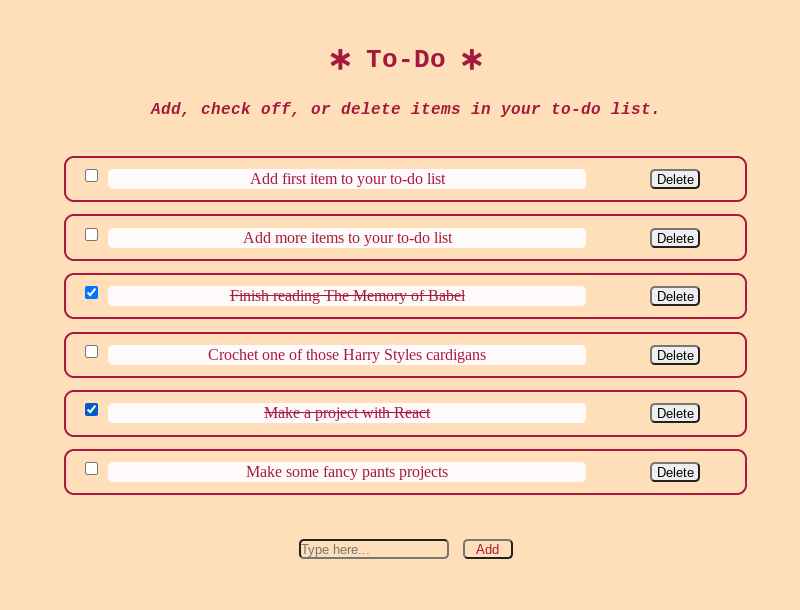 ∗ To-Do ∗
Add, check off, or delete items in your to-do list.
Add first item to your to-do list Delete
Add more items to your to-do list Delete
Finish reading The Memory of Babel Delete
Crochet one of those Harry Styles cardigans Delete
Make a project with React Delete
Make some fancy pants projects Delete
Type here... Add